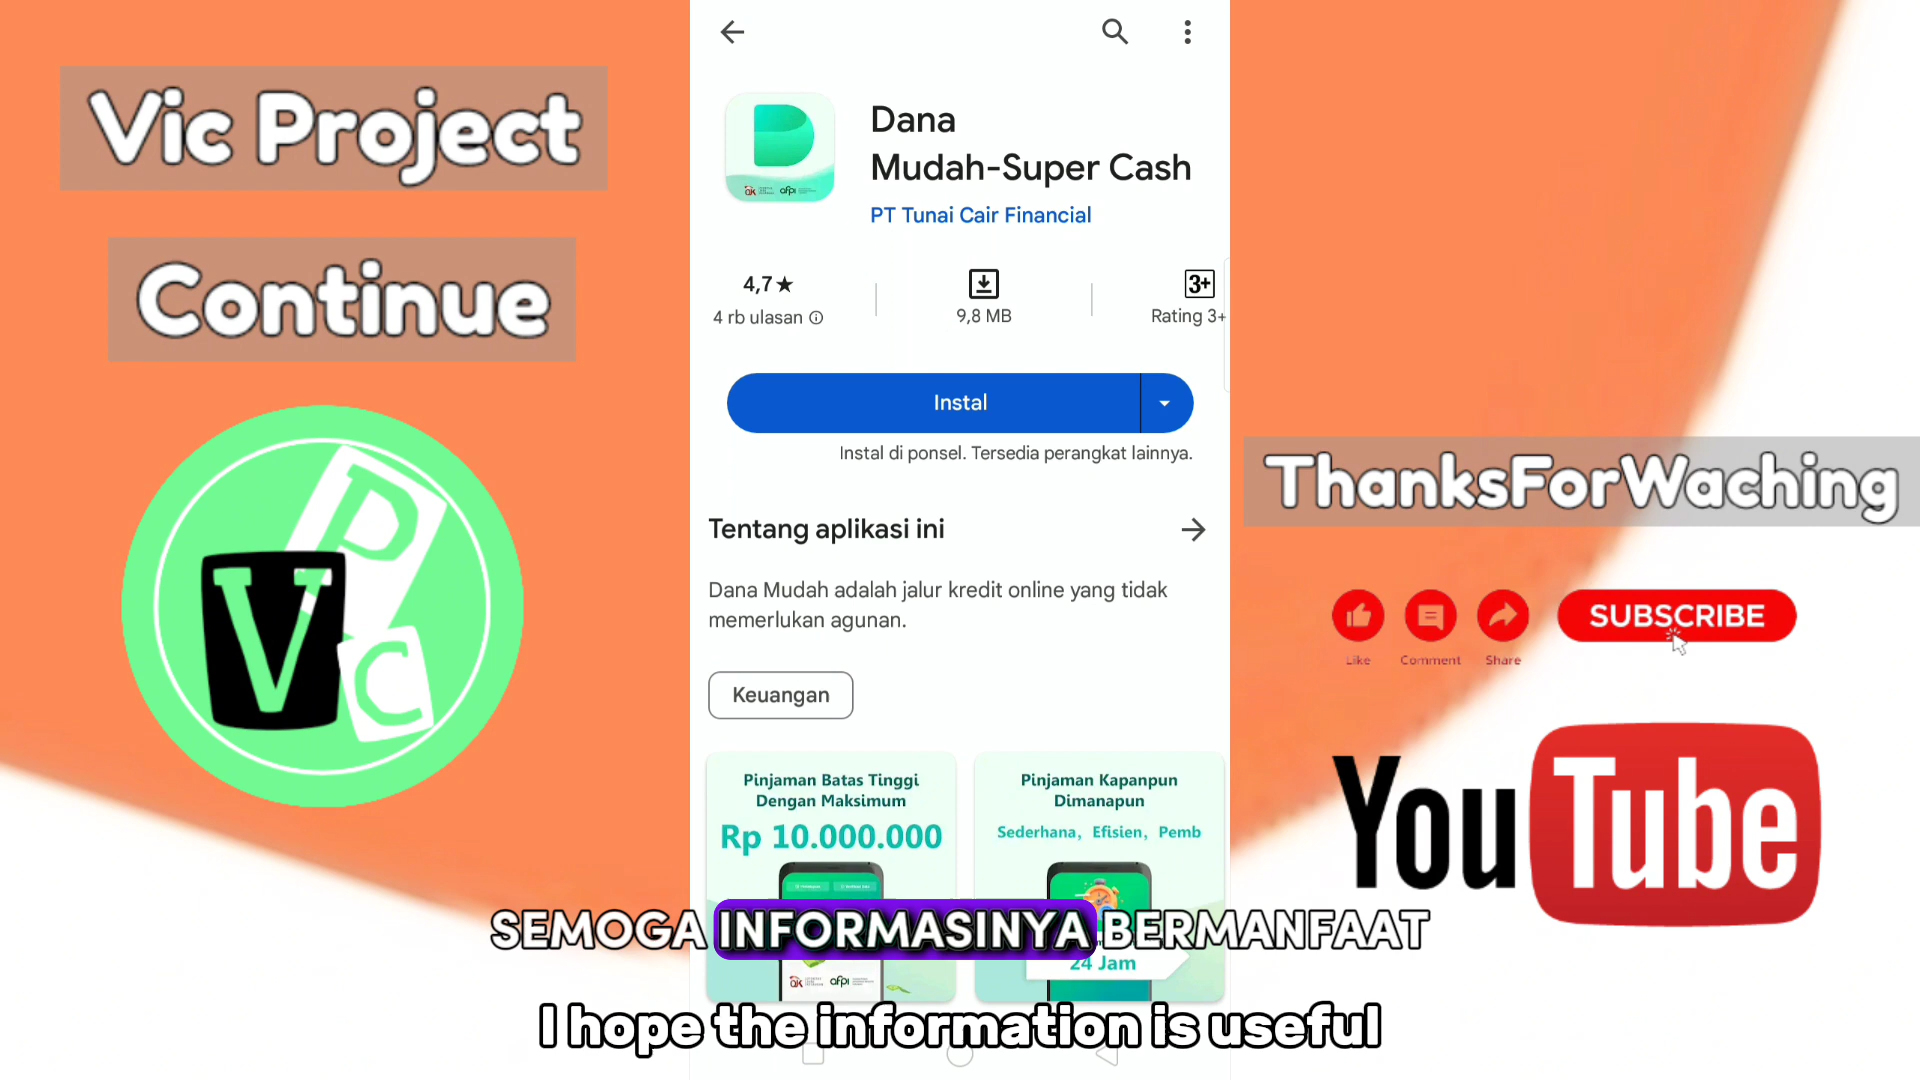 Vic Project
Continue
P
V
C
Dana
Mudah-Super Cash
PT Tunai Cair Financial
4,7★
4 rb ulasan
9,8 MB
3+
Rating 3+
Instal
Instal di ponsel. Tersedia perangkat lainnya.
Tentang aplikasi ini
Dana Mudah adalah jalur kredit online yang tidak
memerlukan agunan.
Keuangan
Pinjaman Batas Tinggi
Dengan Maksimum
Rp 10.000.000
afpi
Pinjaman Kapanpun
Dimanapun
Sederhana, Efisien, Pemb
24 Jam
SEMOGA INFORMASINYA BERMANFAAT
I hope the information is useful
ThanksForWaching
Like
Comment
Share
SUBSCRIBE
YouTube